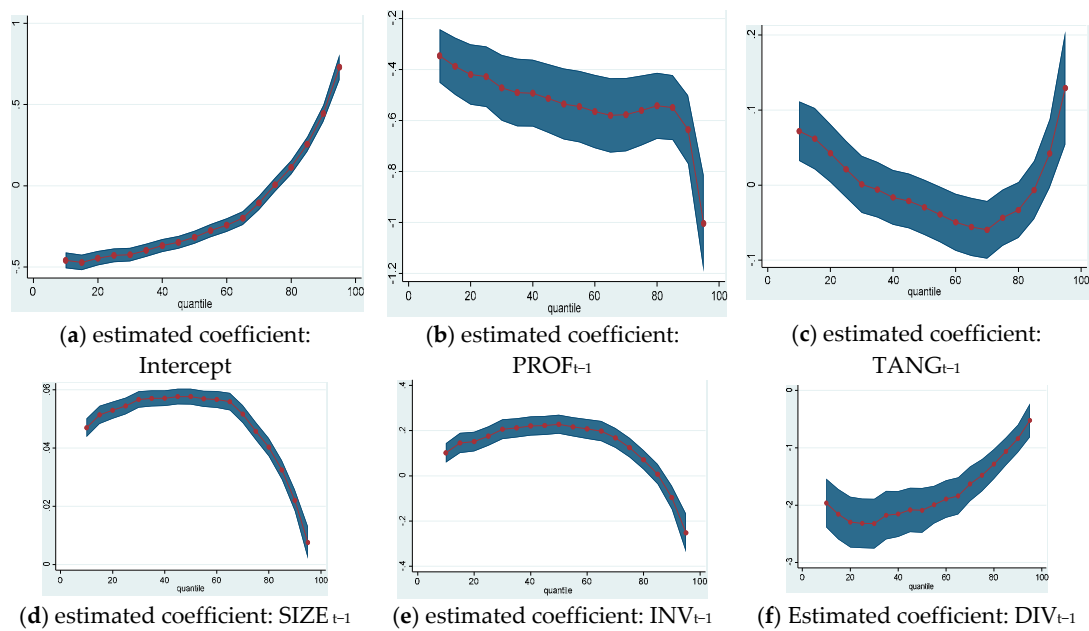 1
.5
0
-.5
0 20 40 60 80 100
quantile
-.2
-.4
-.6
-.8
-1
-1.2
0 20 40 60 80 100
quantile
.2
.1
0
-.1
0 20 40 60 80 100
quantile
(a) estimated coefficient:
Intercept
(b) estimated coefficient:
PROFt−1
(c) estimated coefficient:
TANGt−1
.06
.04
.02
0
0 20 40 60 80 100
quantile
.4
.2
0
-.2
-.4
0 20 40 60 80 100
quantile
0
-1
-2
-3
0 20 40 60 80 100
quantile
(d) estimated coefficient: SIZE t−1
(e) estimated coefficient: INVt−1
(f) Estimated coefficient: DIVt−1